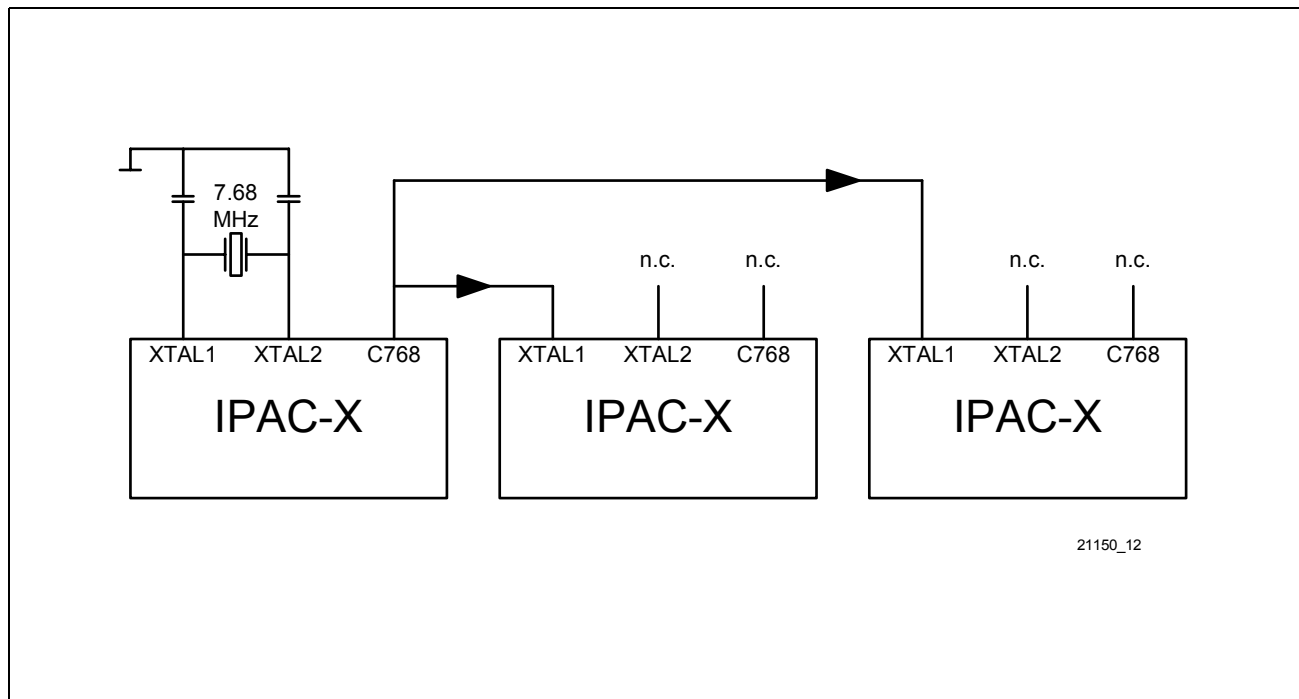 7.68
MHz
n.c. n.c. n.c. n.c.
XTAL1 XTAL2 C768 XTAL1 XTAL2 C768 XTAL1 XTAL2 C768
IPAC-X IPAC-X IPAC-X
21150_12